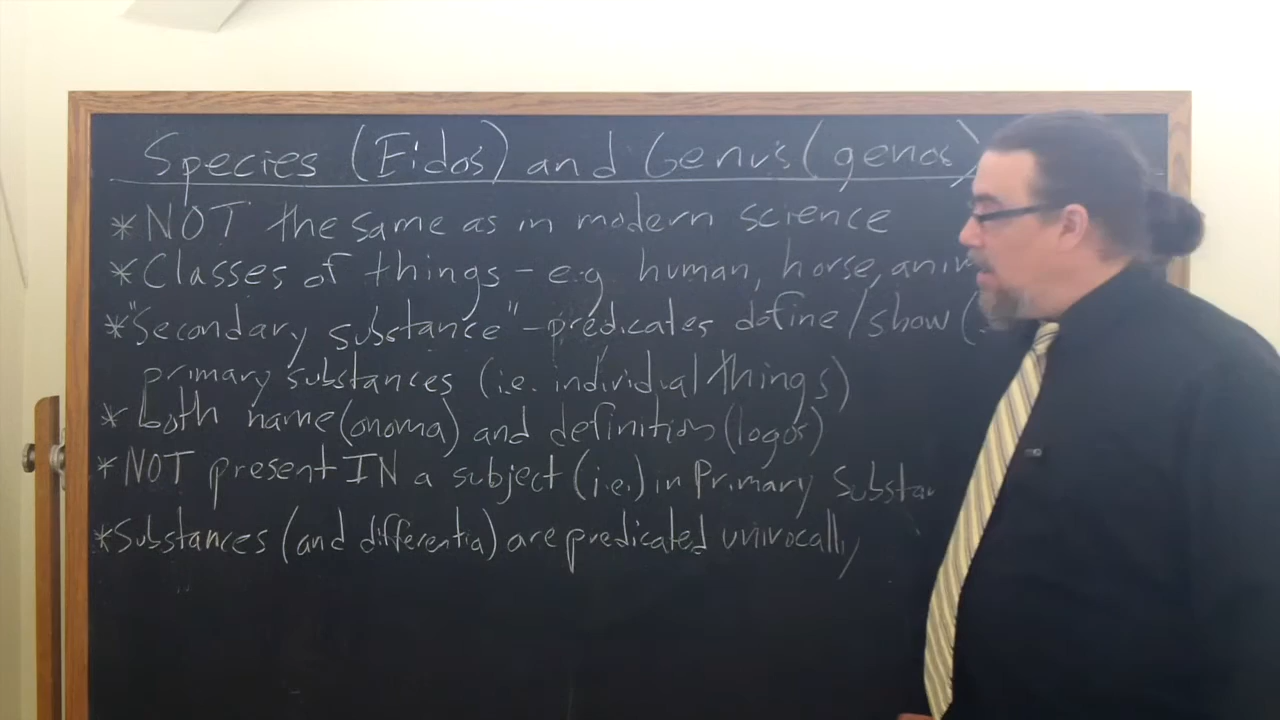 Species (Eidos) and Genus (genos)
*NOT the same as in modern science
*Classes of things - e.g human, horse,
*"Secondary substance" - predicates define/show
primary substances (i.e. individual things)
* both name (onoma) and definition (logos)
*NOT present IN a subject (i.e.) in Primary
*Substances (and differentia) are predicated univocally